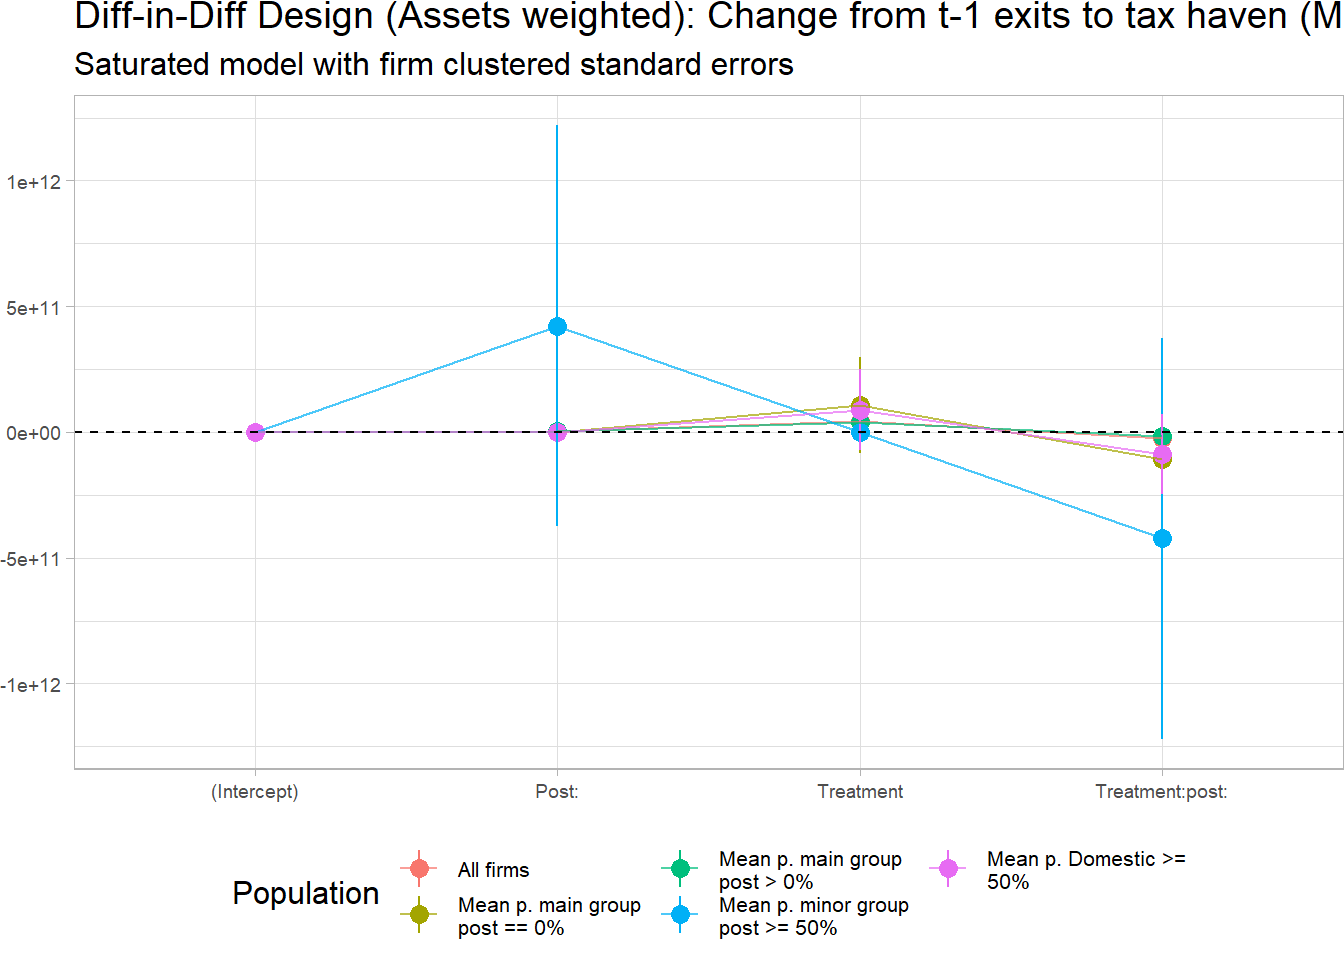 Diff-in-Diff Design (Assets weighted): Change from t-1 exits to tax haven (M
Saturated model with firm clustered standard errors
1e+12
5e+11
0e+00
-5e+11
-1e+12
(Intercept)
Post:
Treatment
Treatment:post:
Population
All firms
Mean p. main group
post == 0%
Mean p. main group
post > 0%
Mean p. minor group
post >= 50%
Mean p. Domestic >=
50%